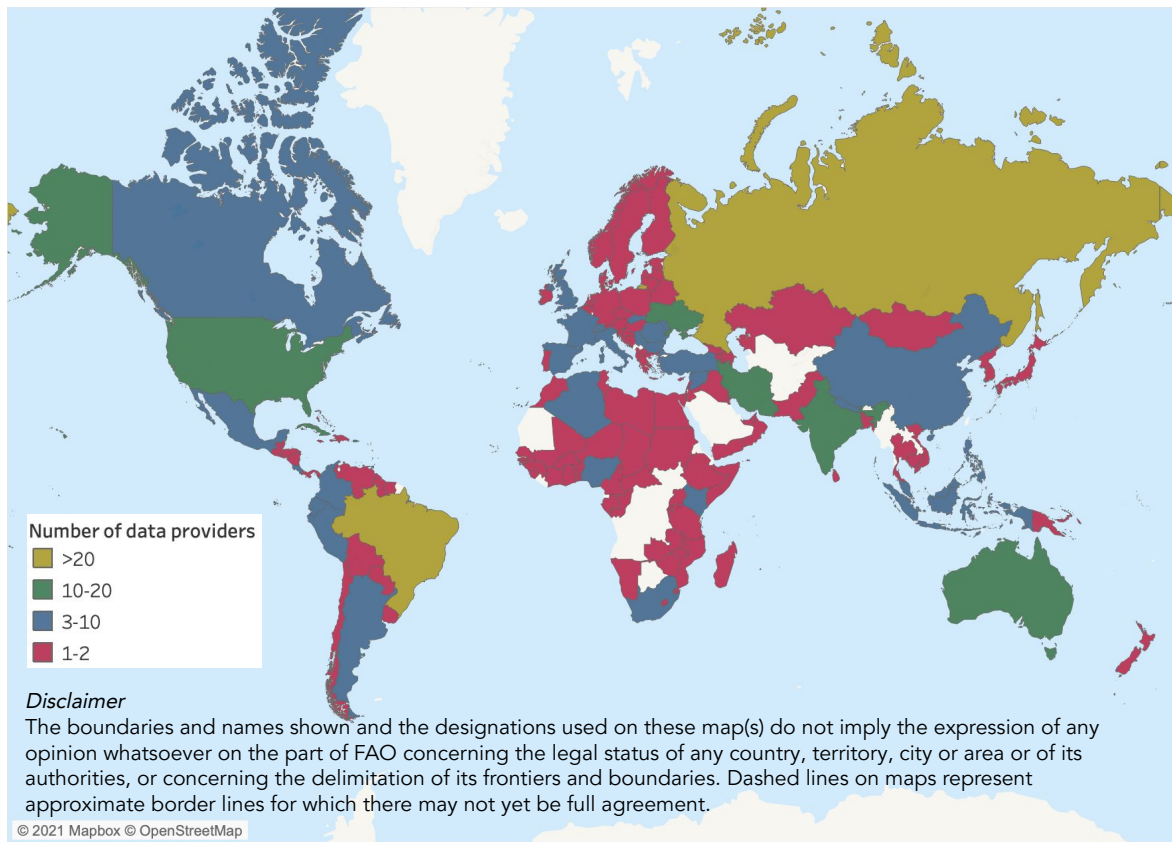 Number of data providers
>20
10-20
3-10
1-2
Disclaimer
The boundaries and names shown and the designations used on these map(s) do not imply the expression of any
opinion whatsoever on the part of FAO concerning the legal status of any country, territory, city or area or of its
authorities, or concerning the delimitation of its frontiers and boundaries. Dashed lines on maps represent
approximate border lines for which there may not yet be full agreement.
© 2021 Mapbox © OpenStreetMap